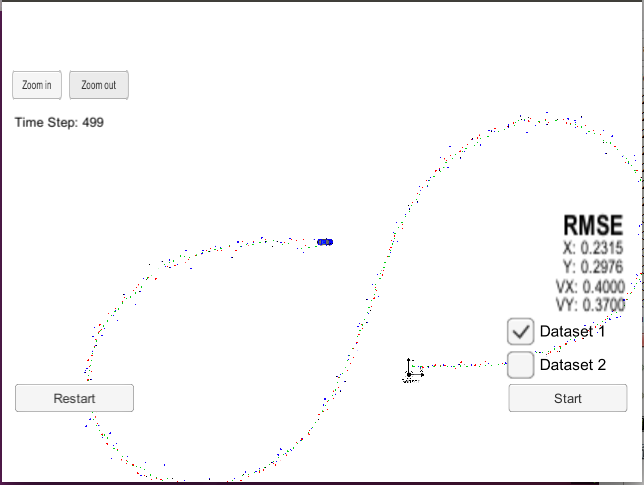 Zoom in
Zoom out
Time Step: 499
RMSE
X: 0.2315
Y: 0.2976
VX: 0.4000
VY: 0.3700
Dataset 1
Dataset 2
Restart
Start